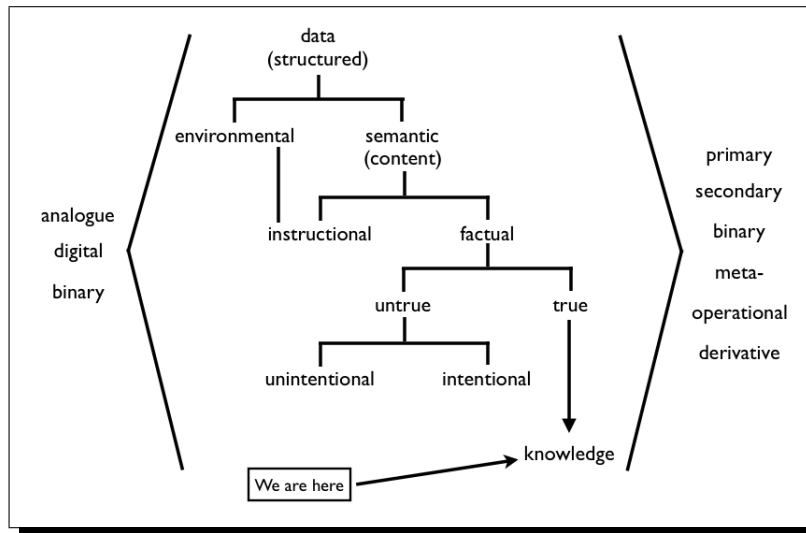 data
(structured)
environmental
semantic
(content)
instructional
factual
untrue
true
unintentional
intentional
knowledge
We are here
analogue
digital
binary
primary
secondary
binary
meta-
operational
derivative